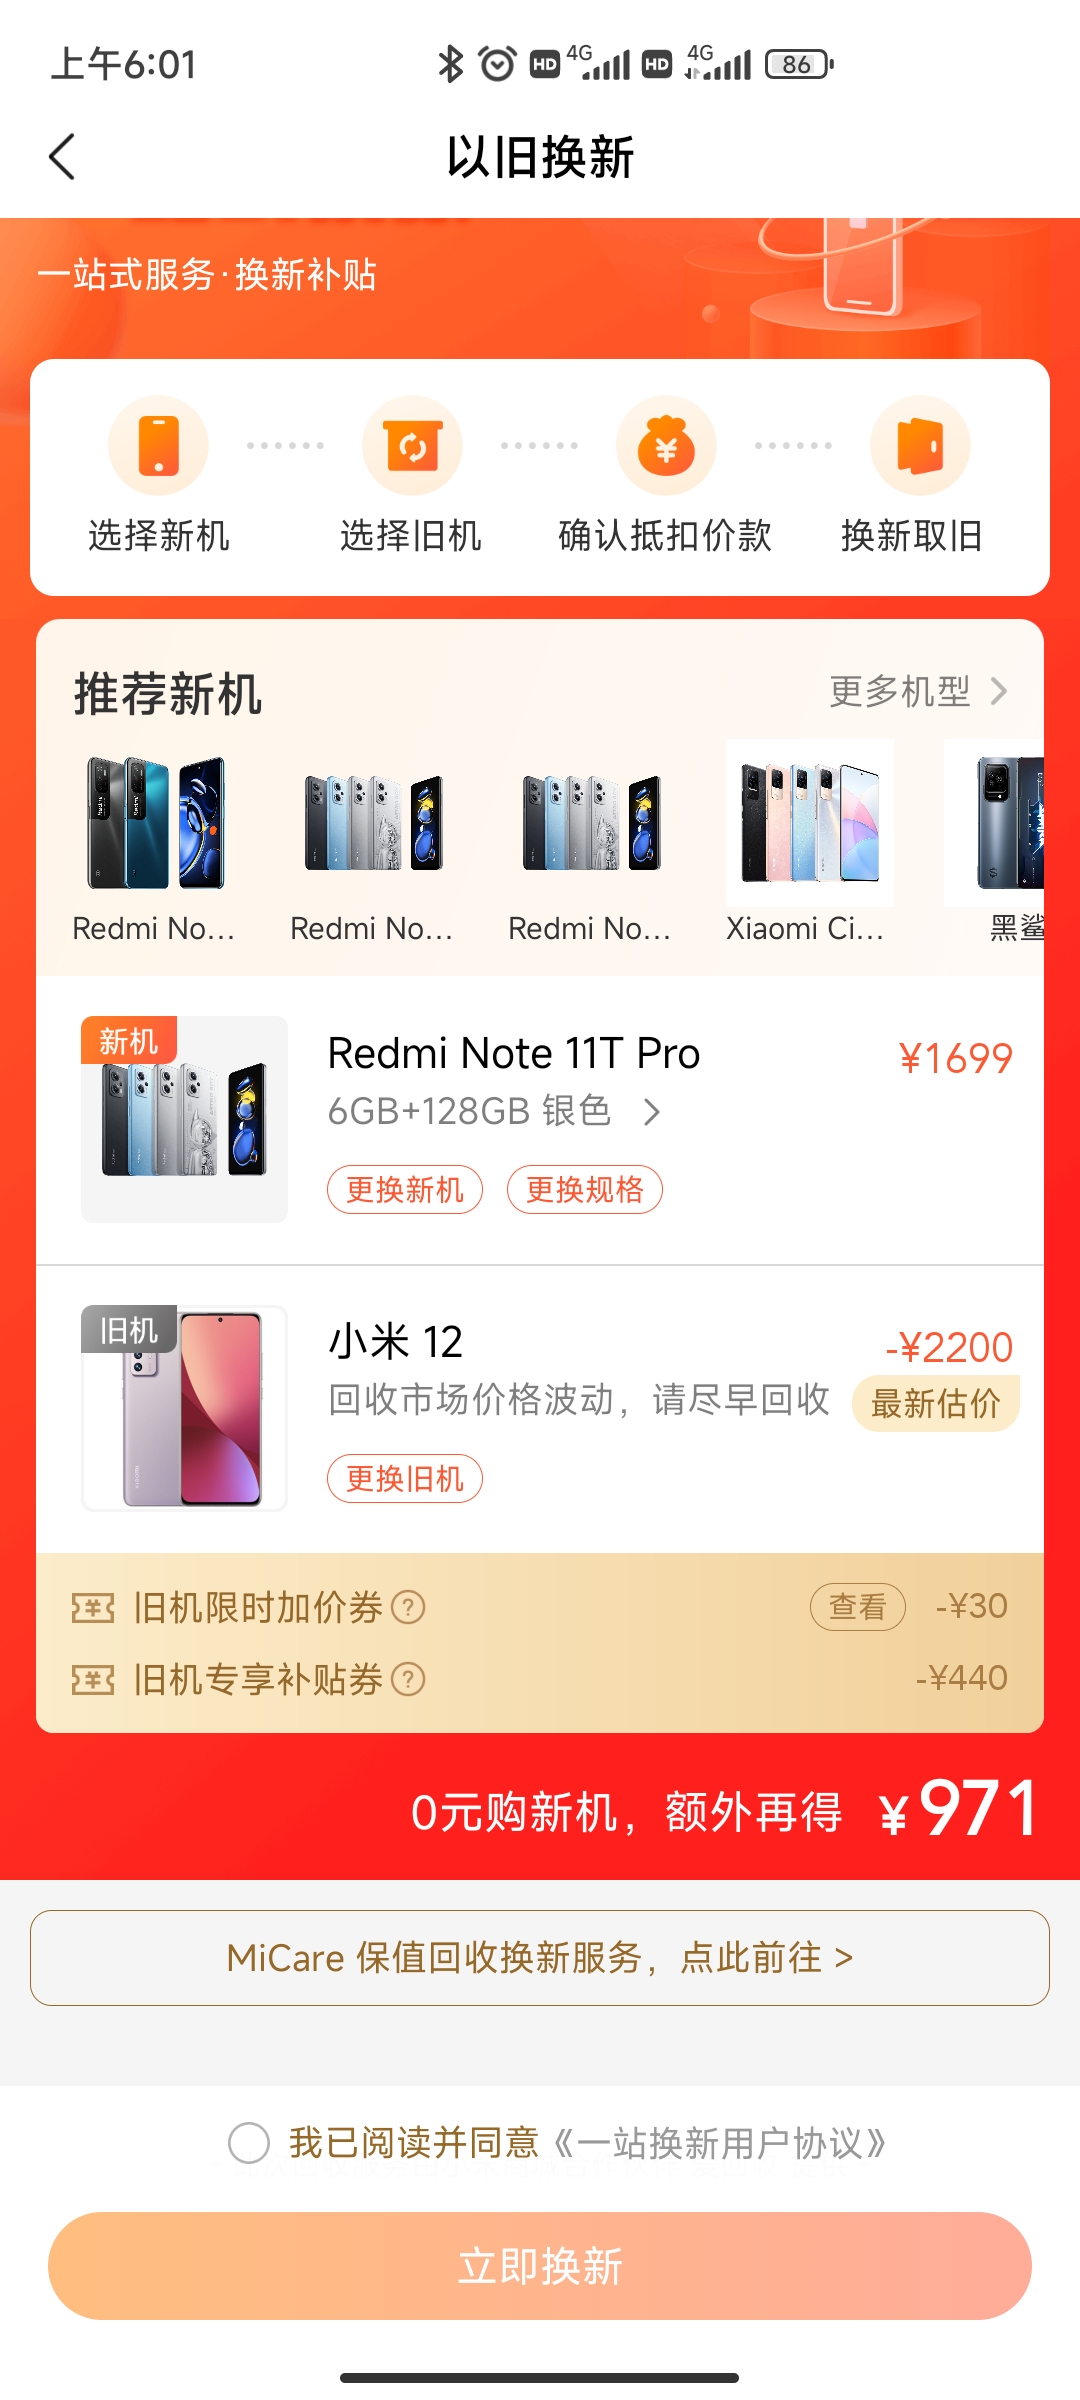 上午6:01
HD 4G HD 4G 86
以旧换新
一站式服务·换新补贴
选择新机 选择旧机 确认抵扣价款 换新取旧
推荐新机 更多机型
Redmi No... Redmi No... Redmi No... Xiaomi Ci... 黑鲨
新机
Redmi Note 11T Pro ¥1699
6GB+128GB 银色
更换新机 更换规格
旧机
小米 12 -¥2200
回收市场价格波动，请尽早回收 最新估价
更换旧机
旧机限时加价券 ? 查看 -¥30
旧机专享补贴券 ? -¥440
0元购新机，额外再得 ¥971
MiCare 保值回收换新服务，点此前往 >
我已阅读并同意《一站换新用户协议》
立即换新